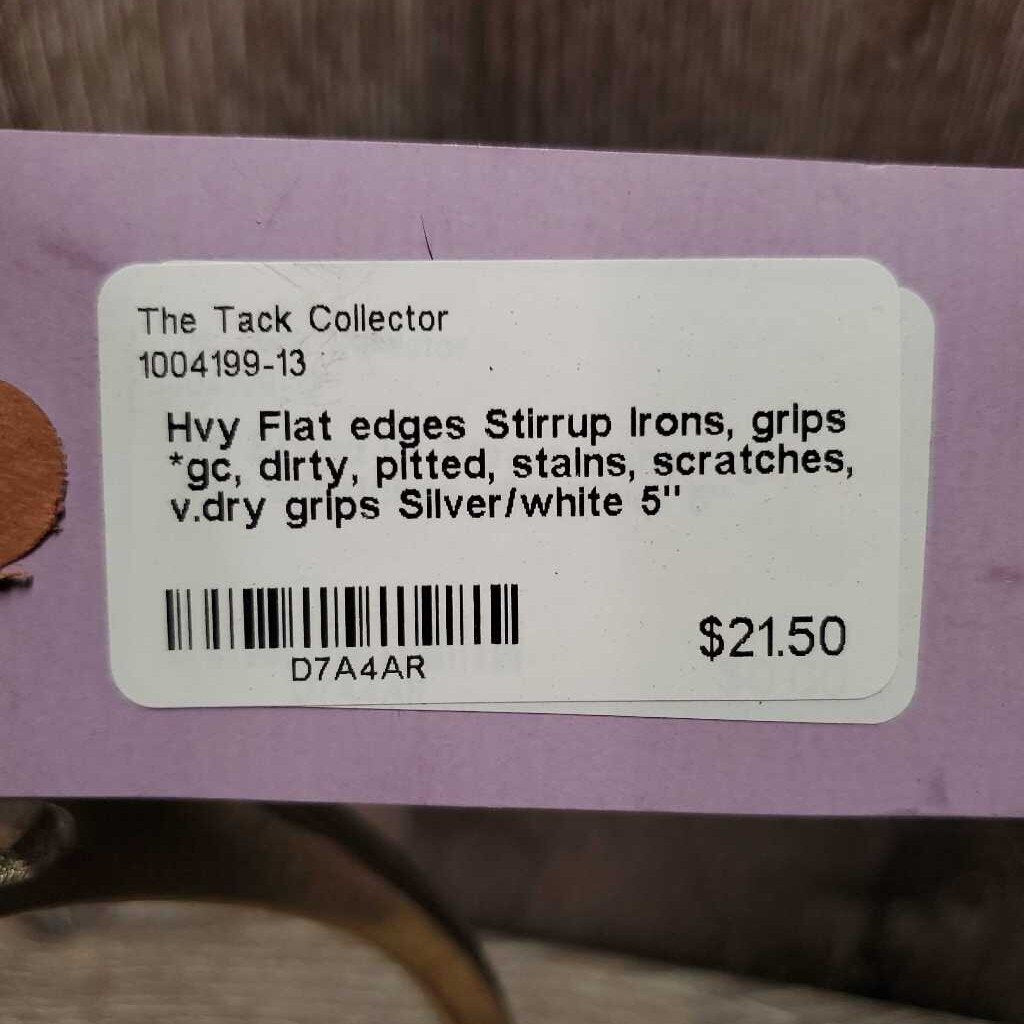 The Tack Collector
1004199-13
Hvy Flat edges Stirrup Irons, grips
*gc, dirty, pitted, stains, scratches,
v.dry grips Silver/white 5"
D7A4AR
$21.50